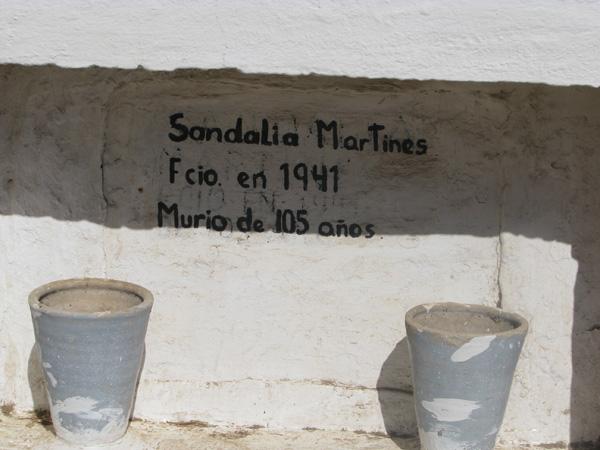 Sandalia Martines
Fcio. en 1941
Murio de 105 años